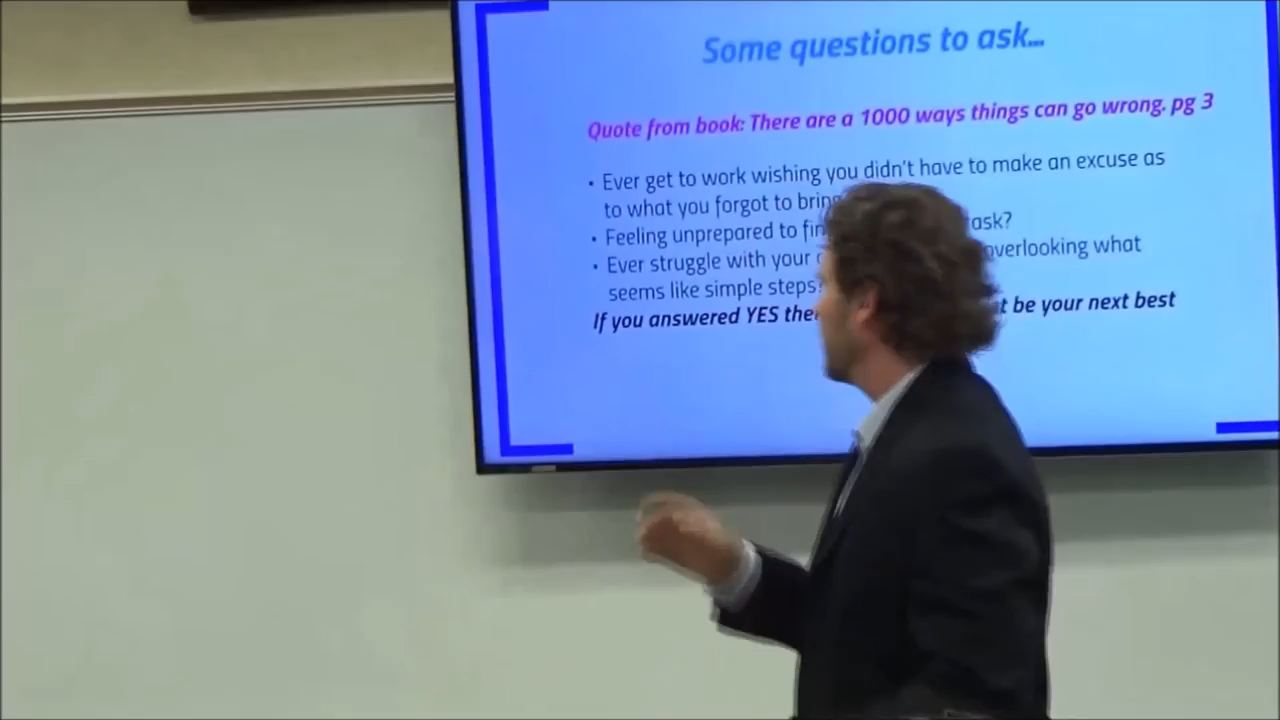 Some questions to ask...
Quote from book: There are a 1000 ways things can go wrong. pg 3
• Ever get to work wishing you didn't have to make an excuse as
to what you forgot to bring
• Feeling unprepared to task?
• Ever struggle with your overlooking what
seems like simple steps?
If you answered YES be your next best